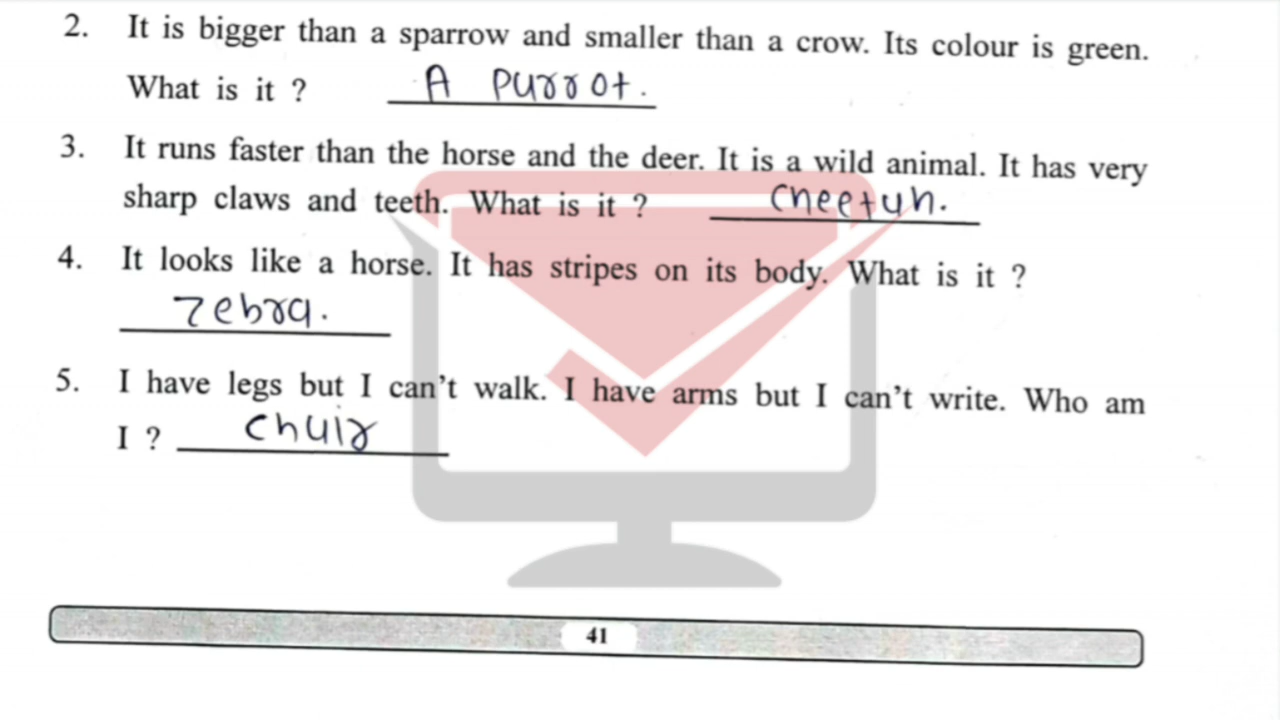 2. It is bigger than a sparrow and smaller than a crow. Its colour is green.
What is it ? A parrot.
3. It runs faster than the horse and the deer. It is a wild animal. It has very
sharp claws and teeth. What is it ? Cheetah.
4. It looks like a horse. It has stripes on its body. What is it ?
Zebra.
5. I have legs but I can't walk. I have arms but I can't write. Who am
I ? Chair
41